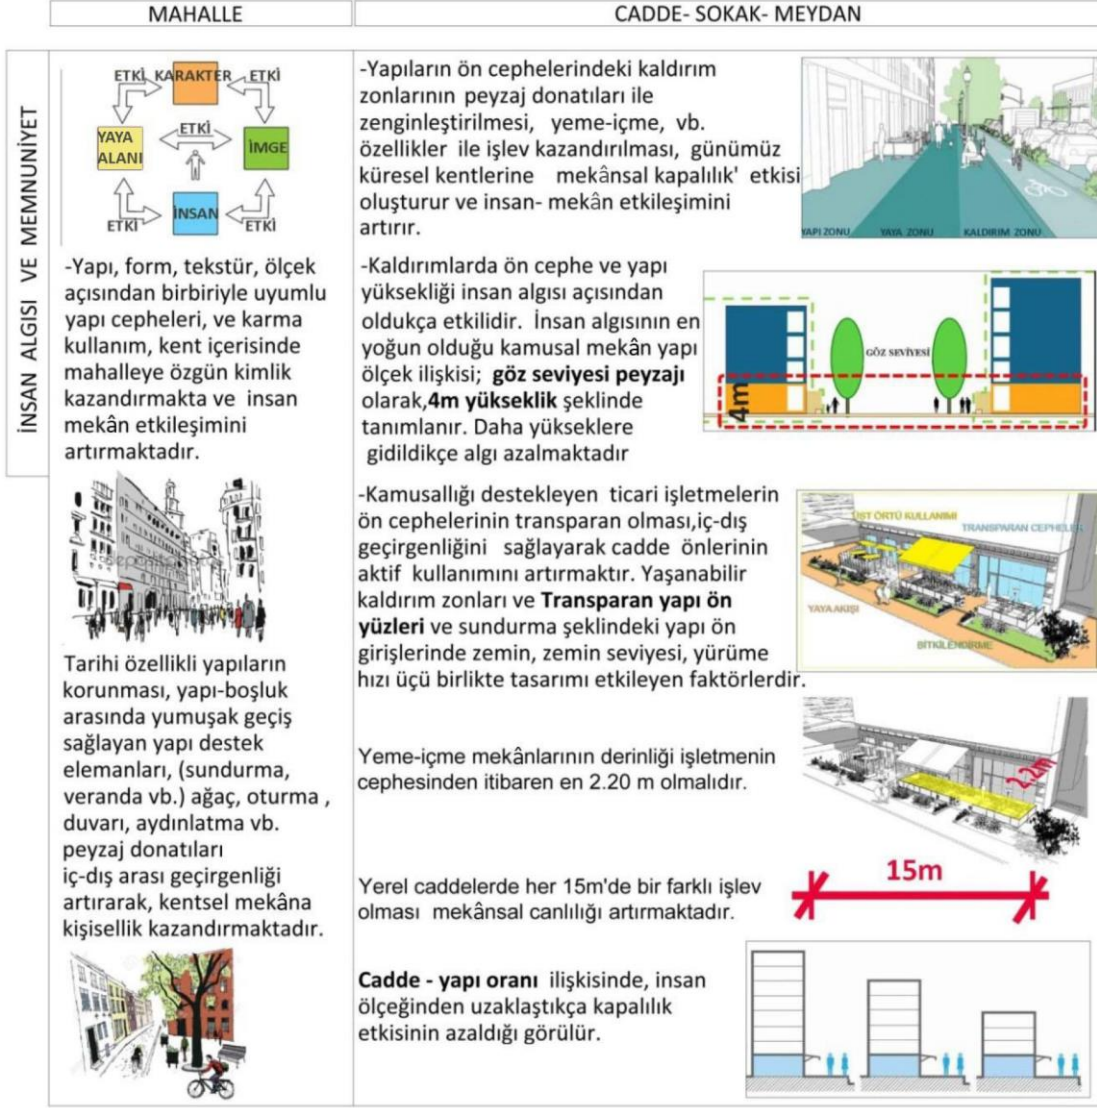 MAHALLE
CADDE- SOKAK- MEYDAN
İNSAN ALGISI VE MEMNUNİYET
ETKİ KARAKTER ETKİ
YAYA
ALANI
ETKİ
İMGE
İNSAN
ETKİ
ETKİ
-Yapı, form, tekstür, ölçek
açısından birbiriyle uyumlu
yapı cepheleri, ve karma
kullanım, kent içerisinde
mahalleye özgün kimlik
kazandırmakta ve insan
mekân etkileşimini
artırmaktadır.
Tarihi özellikli yapıların
korunması, yapı-boşluk
arasında yumuşak geçiş
sağlayan yapı destek
elemanları, (sundurma,
veranda vb.) ağaç, oturma ,
duvarı, aydınlatma vb.
peyzaj donatıları
iç-dış arası geçirgenliği
artırarak, kentsel mekâna
kişisellik kazandırmaktadır.
-Yapıların ön cephelerindeki kaldırım
zonlarının peyzaj donatıları ile
zenginleştirilmesi, yeme-içme, vb.
özellikler ile işlev kazandırılması, günümüz
küresel kentlerine mekânsal kapalılık' etkisi
oluşturur ve insan- mekân etkileşimini
artırır.
YAPI ZONU YAYA ZONU KALDIRIM ZONU
-Kaldırımlarda ön cephe ve yapı
yüksekliği insan algısı açısından
oldukça etkilidir. İnsan algısının en
yoğun olduğu kamusal mekân yapı
ölçek ilişkisi; göz seviyesi peyzajı
olarak,4m yükseklik şeklinde
tanımlanır. Daha yükseklere
gidildikçe algı azalmaktadır
GÖZ SEVİYESİ
4m
-Kamusallığı destekleyen ticari işletmelerin
ön cephelerinin transparan olması,iç-dış
geçirgenliğini sağlayarak cadde önlerinin
aktif kullanımını artırmaktır. Yaşanabilir
kaldırım zonları ve Transparan yapı ön
yüzleri ve sundurma şeklindeki yapı ön
girişlerinde zemin, zemin seviyesi, yürüme
hızı üçü birlikte tasarımı etkileyen faktörlerdir.
ÜST ÖRTÜ KULLANIMI
TRANSPARAN CEPHELER
YAYA AKIŞI
BİTKİLENDİRME
Yeme-içme mekânlarının derinliği işletmenin
cephesinden itibaren en 2.20 m olmalıdır.
2.2m
Yerel caddelerde her 15m'de bir farklı işlev
olması mekânsal canlılığı artırmaktadır.
15m
Cadde - yapı oranı ilişkisinde, insan
ölçeğinden uzaklaştıkça kapalılık
etkisinin azaldığı görülür.